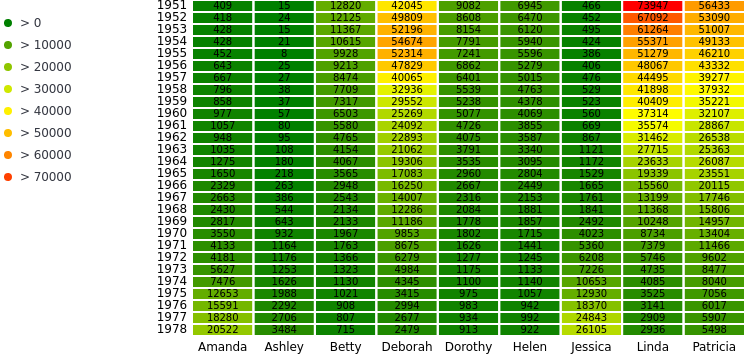 > 0
> 10000
> 20000
> 30000
> 40000
> 50000
> 60000
> 70000
1951 409 15 12820 42045 9082 6945 466 73947 56433
1952 418 24 12125 49809 8608 6470 452 67092 53090
1953 428 15 11367 52196 8154 6120 495 61264 51007
1954 428 21 10615 54674 7791 5940 424 55371 49133
1955 452 8 9928 52314 7241 5596 386 51279 46210
1956 643 25 9213 47829 6862 5279 406 48067 43332
1957 667 27 8474 40065 6401 5015 476 44495 39277
1958 796 38 7709 32936 5539 4763 529 41898 37932
1959 858 37 7317 29552 5238 4378 523 40409 35221
1960 977 57 6503 25269 5077 4069 560 37314 32107
1961 1057 80 5580 24092 4726 3855 669 35574 28867
1962 948 95 4765 22893 4075 3587 867 31462 26538
1963 1035 108 4154 21062 3791 3340 1121 27715 25363
1964 1275 180 4067 19306 3535 3095 1172 23633 26087
1965 1650 218 3565 17083 2960 2804 1529 19339 23551
1966 2329 263 2948 16250 2667 2449 1665 15560 20115
1967 2663 386 2543 14007 2316 2153 1761 13199 17746
1968 2430 544 2134 12286 2084 1881 1841 11368 15806
1969 2817 643 2133 11186 1778 1857 2492 10248 14957
1970 3550 932 1967 9853 1802 1715 4023 8734 13404
1971 4133 1164 1763 8675 1626 1441 5360 7379 11466
1972 4181 1176 1366 6279 1277 1245 6208 5746 9602
1973 5627 1253 1323 4984 1175 1133 7226 4735 8477
1974 7476 1626 1130 4345 1100 1140 10653 4085 8040
1975 12653 1988 1021 3415 975 1057 12930 3525 7056
1976 15591 2292 908 2994 983 942 18370 3141 6017
1977 18280 2706 807 2677 934 992 24843 2909 5907
1978 20522 3484 715 2479 913 922 26105 2936 5498
Amanda Ashley Betty Deborah Dorothy Helen Jessica Linda Patricia